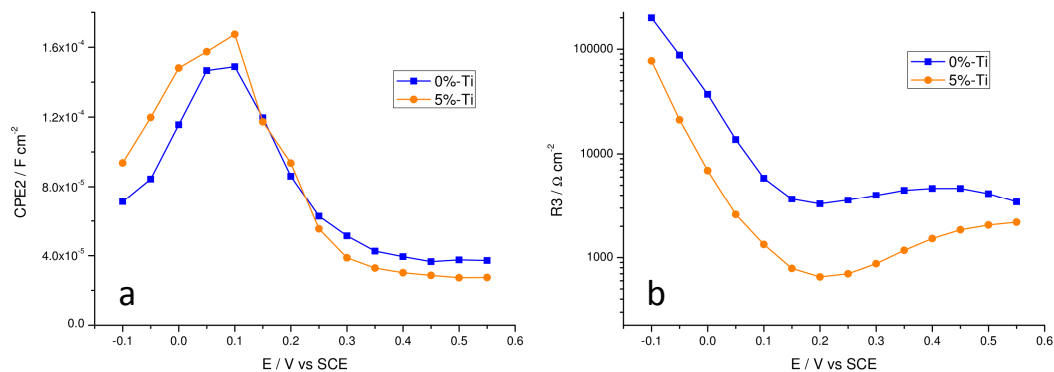 1.6x10⁻⁴
1.2x10⁻⁴
8.0x10⁻⁵
4.0x10⁻⁵
0.0
CPE2 / F cm⁻²
0%-Ti
5%-Ti
a
-0.1 0.0 0.1 0.2 0.3 0.4 0.5 0.6
E / V vs SCE
100000
10000
1000
R3 / Ω cm⁻²
0%-Ti
5%-Ti
b
-0.1 0.0 0.1 0.2 0.3 0.4 0.5 0.6
E / V vs SCE